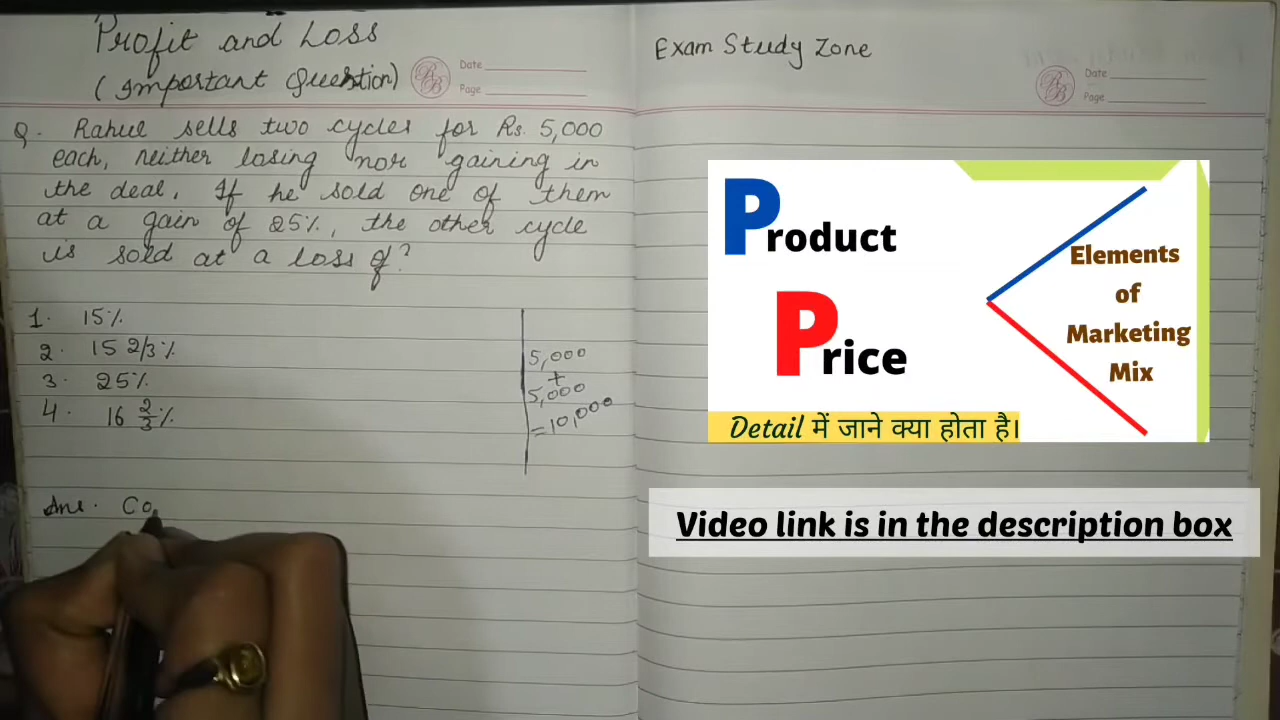 Profit and Loss
(Important Question)
Date
Page
Q. Rahul sells two cycles for Rs. 5,000
each, neither losing nor gaining in
the deal. If he sold one of them
at a gain of 25%, the other cycle
is sold at a loss of?
1. 15%
2. 15 2/3%
3. 25%
4. 16 2/3%
5,000
+
5,000
=10,000
Ans. Co
Exam Study Zone
Date
Page
Product
Price
Elements
of
Marketing
Mix
Detail में जाने क्या होता है।
Video link is in the description box